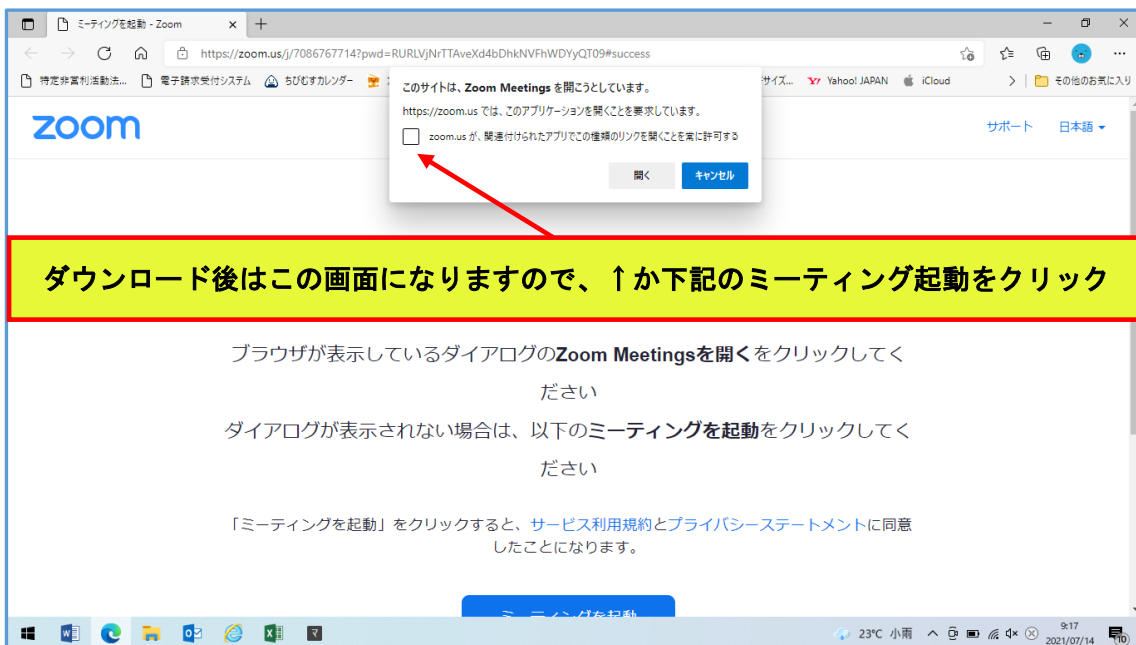 ミーティングを起動 - Zoom
https://zoom.us/j/7086767714?pwd=RURLVjNrTTAveXd4bDhkNVFhWDYyQT09#success
特定非営利活動法... 電子請求受付システム ちびむすカレンダー サイズ... Yahoo! JAPAN iCloud その他のお気に入り
このサイトは、Zoom Meetings を開こうとしています。
https://zoom.us では、このアプリケーションを開くことを要求しています。
zoom.us が、関連付けられたアプリでこの種類のリンクを開くことを常に許可する
開く キャンセル
zoom
サポート 日本語
ダウンロード後はこの画面になりますので、↑か下記のミーティング起動をクリック
ブラウザが表示しているダイアログのZoom Meetingsを開くをクリックしてく
ださい
ダイアログが表示されない場合は、以下のミーティングを起動をクリックしてく
ださい
「ミーティングを起動」をクリックすると、サービス利用規約とプライバシーステートメントに同意
したことになります。
ミーティングを起動
23℃ 小雨
9:17
2021/07/14
10